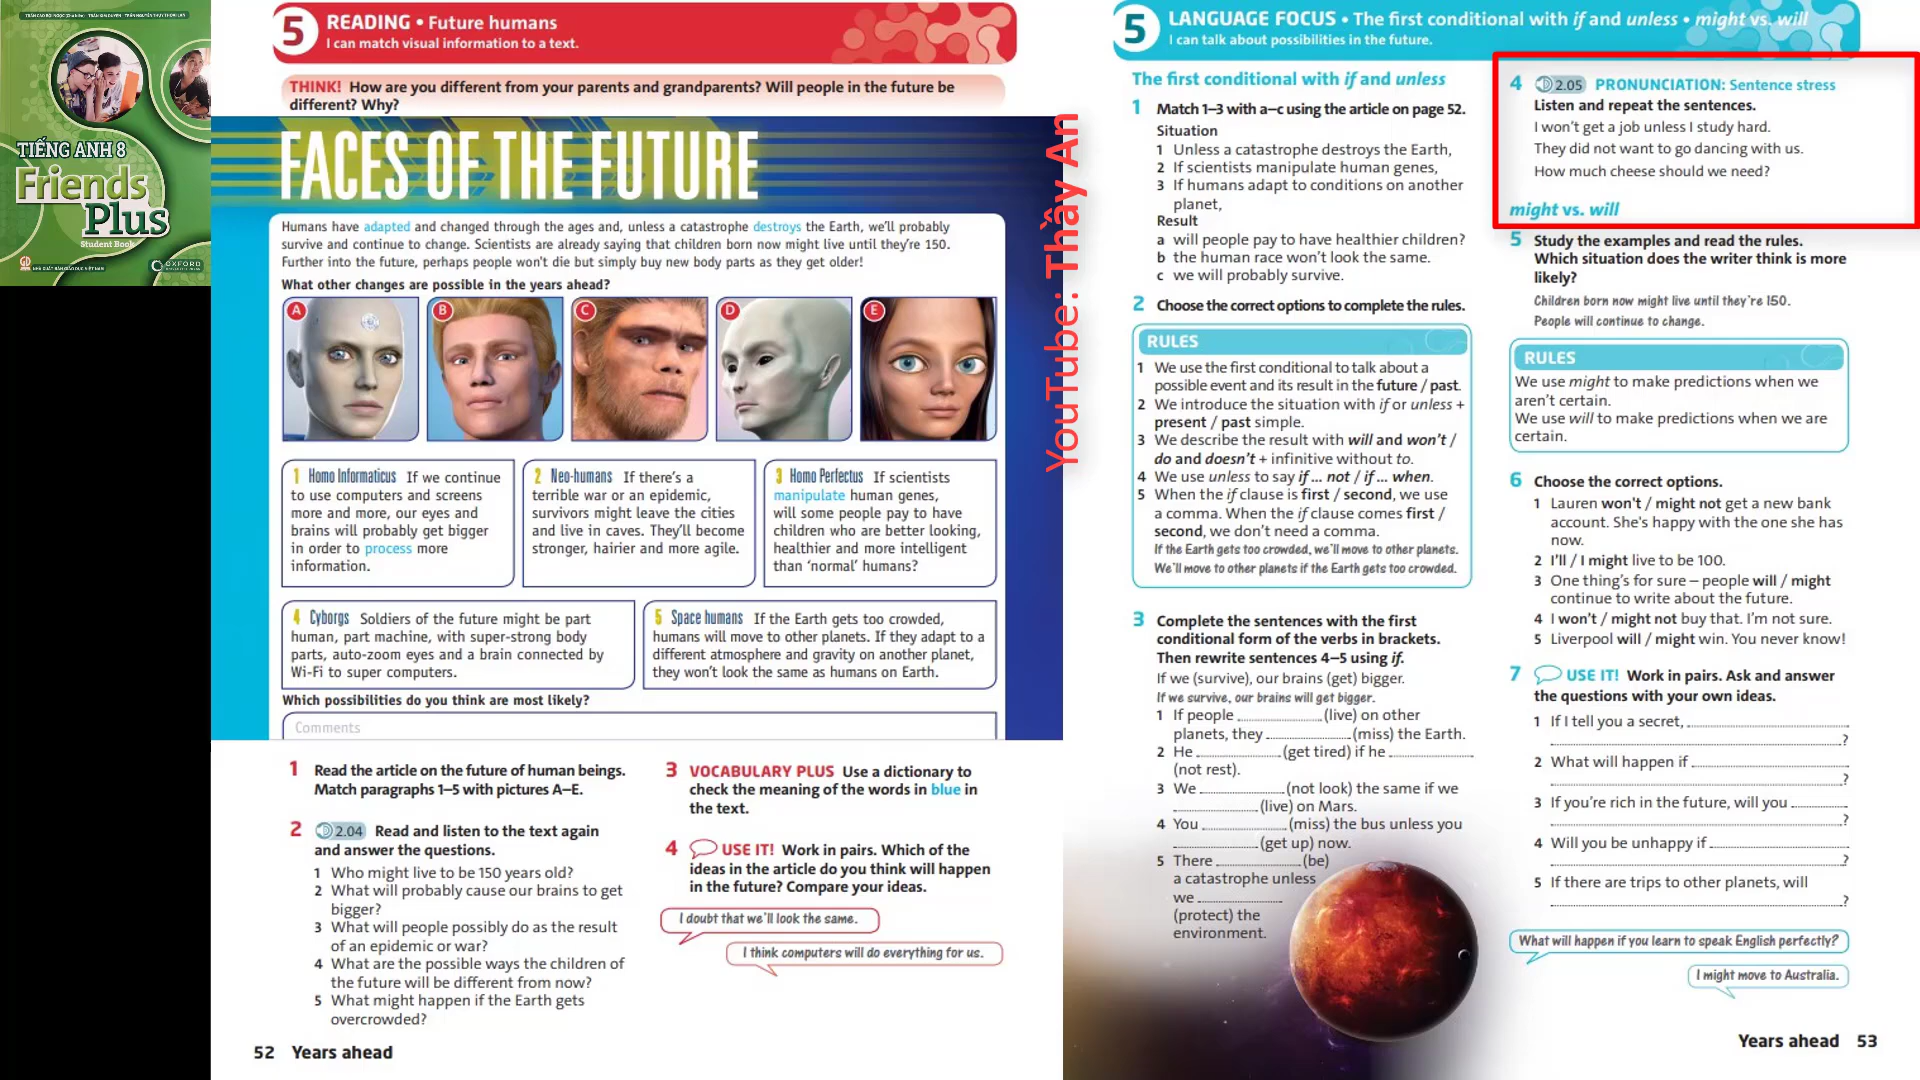 TRẦN CAO BỘI NGỌC (Chủ biên) - TRẦN KIM DUYÊN - TRẦN NGUYỄN THỤY THÙY LAN
TIẾNG ANH 8
Friends
Plus
Student Book
NHÀ XUẤT BẢN GIÁO DỤC VIỆT NAM
OXFORD
5 READING • Future humans
I can match visual information to a text.
THINK! How are you different from your parents and grandparents? Will people in the future be
different? Why?
FACES OF THE FUTURE
Humans have adapted and changed through the ages and, unless a catastrophe destroys the Earth, we'll probably
survive and continue to change. Scientists are already saying that children born now might live until they're 150.
Further into the future, perhaps people won't die but simply buy new body parts as they get older!
What other changes are possible in the years ahead?
A B C D E
1 Homo Informaticus If we continue
to use computers and screens
more and more, our eyes and
brains will probably get bigger
in order to process more
information.
2 Neo-humans If there's a
terrible war or an epidemic,
survivors might leave the cities
and live in caves. They'll become
stronger, hairier and more agile.
3 Homo Perfectus If scientists
manipulate human genes,
will some people pay to have
children who are better looking,
healthier and more intelligent
than 'normal' humans?
4 Cyborgs Soldiers of the future might be part
human, part machine, with super-strong body
parts, auto-zoom eyes and a brain connected by
Wi-Fi to super computers.
5 Space humans If the Earth gets too crowded,
humans will move to other planets. If they adapt to a
different atmosphere and gravity on another planet,
they won't look the same as humans on Earth.
Which possibilities do you think are most likely?
Comments
1 Read the article on the future of human beings.
Match paragraphs 1–5 with pictures A–E.
2 2.04 Read and listen to the text again
and answer the questions.
1 Who might live to be 150 years old?
2 What will probably cause our brains to get
bigger?
3 What will people possibly do as the result
of an epidemic or war?
4 What are the possible ways the children of
the future will be different from now?
5 What might happen if the Earth gets
overcrowded?
3 VOCABULARY PLUS Use a dictionary to
check the meaning of the words in blue in
the text.
4 USE IT! Work in pairs. Which of the
ideas in the article do you think will happen
in the future? Compare your ideas.
I doubt that we'll look the same.
I think computers will do everything for us.
52 Years ahead
YouTube: Thầy An
5 LANGUAGE FOCUS • The first conditional with if and unless • might vs. will
I can talk about possibilities in the future.
The first conditional with if and unless
1 Match 1–3 with a–c using the article on page 52.
Situation
1 Unless a catastrophe destroys the Earth,
2 If scientists manipulate human genes,
3 If humans adapt to conditions on another
planet,
Result
a will people pay to have healthier children?
b the human race won't look the same.
c we will probably survive.
2 Choose the correct options to complete the rules.
RULES
1 We use the first conditional to talk about a
possible event and its result in the future / past.
2 We introduce the situation with if or unless +
present / past simple.
3 We describe the result with will and won't /
do and doesn't + infinitive without to.
4 We use unless to say if ... not / if ... when.
5 When the if clause is first / second, we use
a comma. When the if clause comes first /
second, we don't need a comma.
If the Earth gets too crowded, we'll move to other planets.
We'll move to other planets if the Earth gets too crowded.
3 Complete the sentences with the first
conditional form of the verbs in brackets.
Then rewrite sentences 4–5 using if.
If we (survive), our brains (get) bigger.
If we survive, our brains will get bigger.
1 If people ........ (live) on other
planets, they ........ (miss) the Earth.
2 He ........ (get tired) if he ........
(not rest).
3 We ........ (not look) the same if we
........ (live) on Mars.
4 You ........ (miss) the bus unless you
........ (get up) now.
5 There ........ (be)
a catastrophe unless
we ........
(protect) the
environment.
4 2.05 PRONUNCIATION: Sentence stress
Listen and repeat the sentences.
I won't get a job unless I study hard.
They did not want to go dancing with us.
How much cheese should we need?
might vs. will
5 Study the examples and read the rules.
Which situation does the writer think is more
likely?
Children born now might live until they're 150.
People will continue to change.
RULES
We use might to make predictions when we
aren't certain.
We use will to make predictions when we are
certain.
6 Choose the correct options.
1 Lauren won't / might not get a new bank
account. She's happy with the one she has
now.
2 I'll / I might live to be 100.
3 One thing's for sure – people will / might
continue to write about the future.
4 I won't / might not buy that. I'm not sure.
5 Liverpool will / might win. You never know!
7 USE IT! Work in pairs. Ask and answer
the questions with your own ideas.
1 If I tell you a secret, ........
........?
2 What will happen if ........
........?
3 If you're rich in the future, will you ........
........?
4 Will you be unhappy if ........
........?
5 If there are trips to other planets, will
........?
What will happen if you learn to speak English perfectly?
I might move to Australia.
Years ahead 53